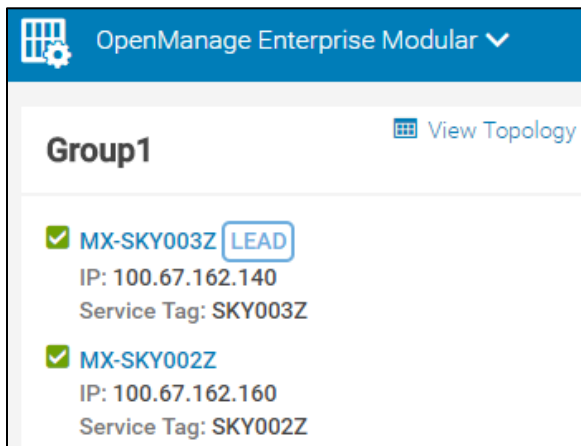 OpenManage Enterprise Modular
Group1
View Topology
MX-SKY003Z LEAD
IP: 100.67.162.140
Service Tag: SKY003Z
MX-SKY002Z
IP: 100.67.162.160
Service Tag: SKY002Z